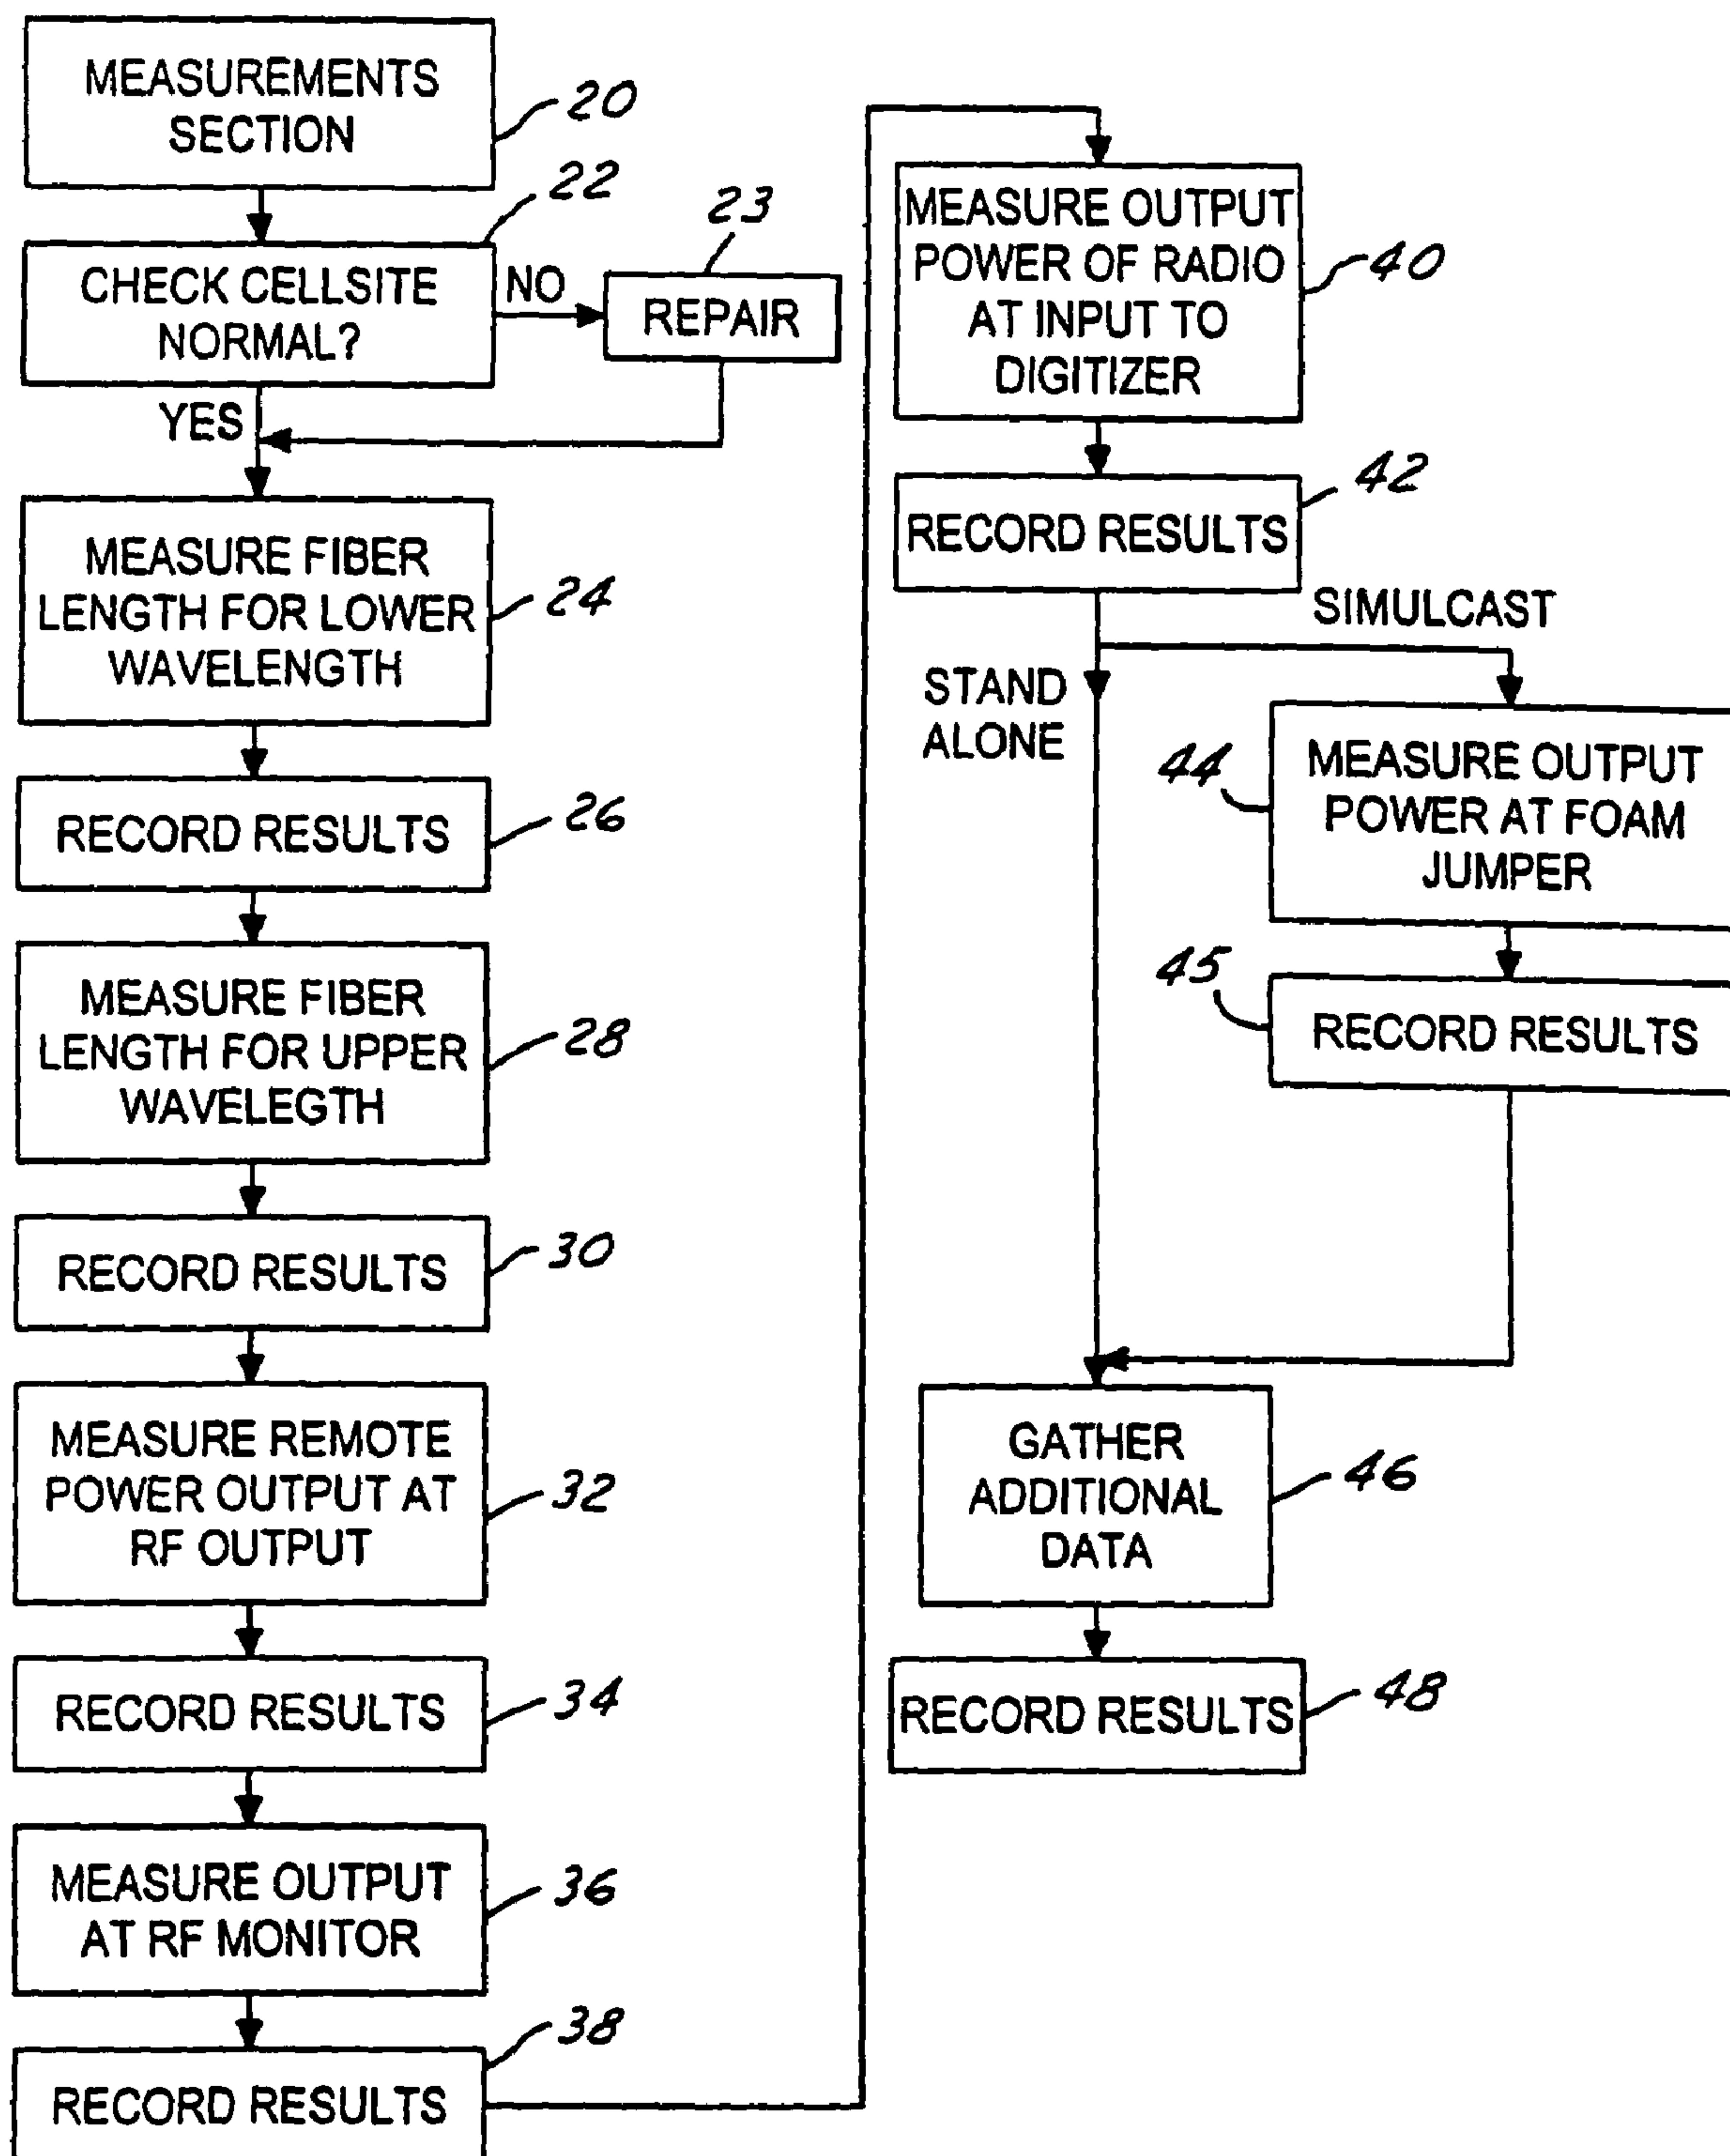 MEASUREMENTS
SECTION
20
22
CHECK CELLSITE
NORMAL?
NO
23
REPAIR
YES
MEASURE FIBER
LENGTH FOR LOWER
WAVELENGTH
24
RECORD RESULTS
26
MEASURE FIBER
LENGTH FOR UPPER
WAVELEGTH
28
RECORD RESULTS
30
MEASURE REMOTE
POWER OUTPUT AT
RF OUTPUT
32
RECORD RESULTS
34
MEASURE OUTPUT
AT RF MONITOR
36
RECORD RESULTS
38
MEASURE OUTPUT
POWER OF RADIO
AT INPUT TO
DIGITIZER
40
RECORD RESULTS
42
SIMULCAST
STAND
ALONE
MEASURE OUTPUT
POWER AT FOAM
JUMPER
44
RECORD RESULTS
45
GATHER
ADDITIONAL
DATA
46
RECORD RESULTS
48